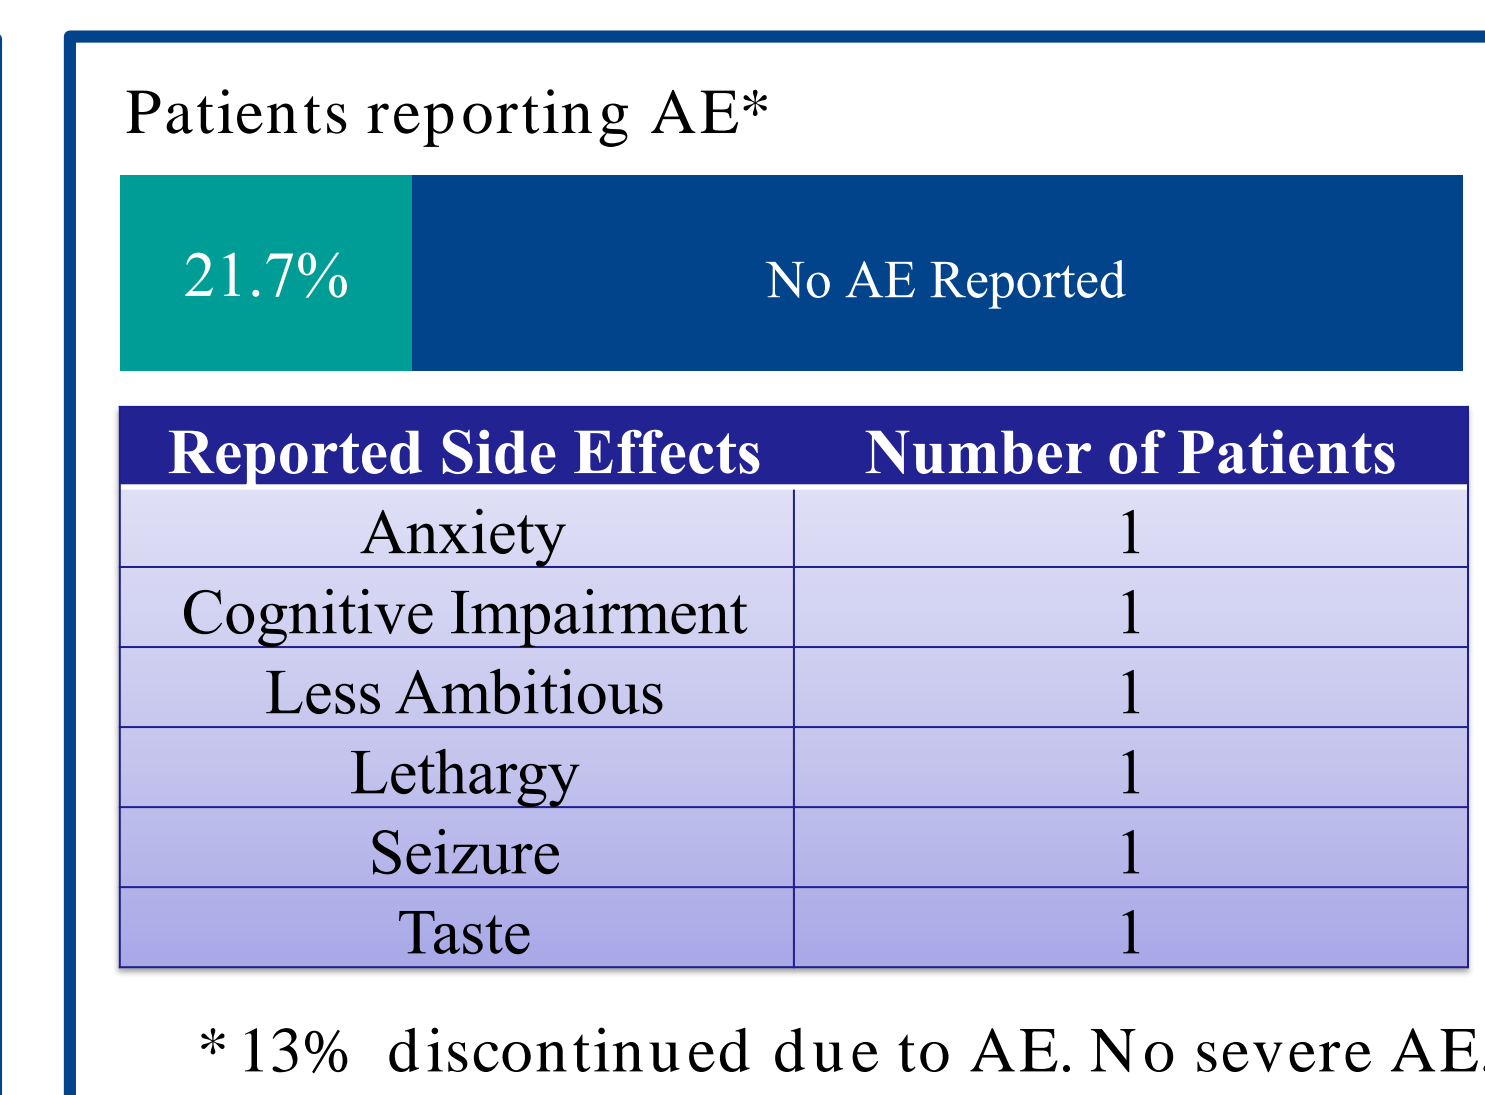 Patients reporting AE*
21.7% No AE Reported
Reported Side Effects Number of Patients
Anxiety 1
Cognitive Impairment 1
Less Ambitious 1
Lethargy 1
Seizure 1
Taste 1
*13% discontinued due to AE. No severe AE.